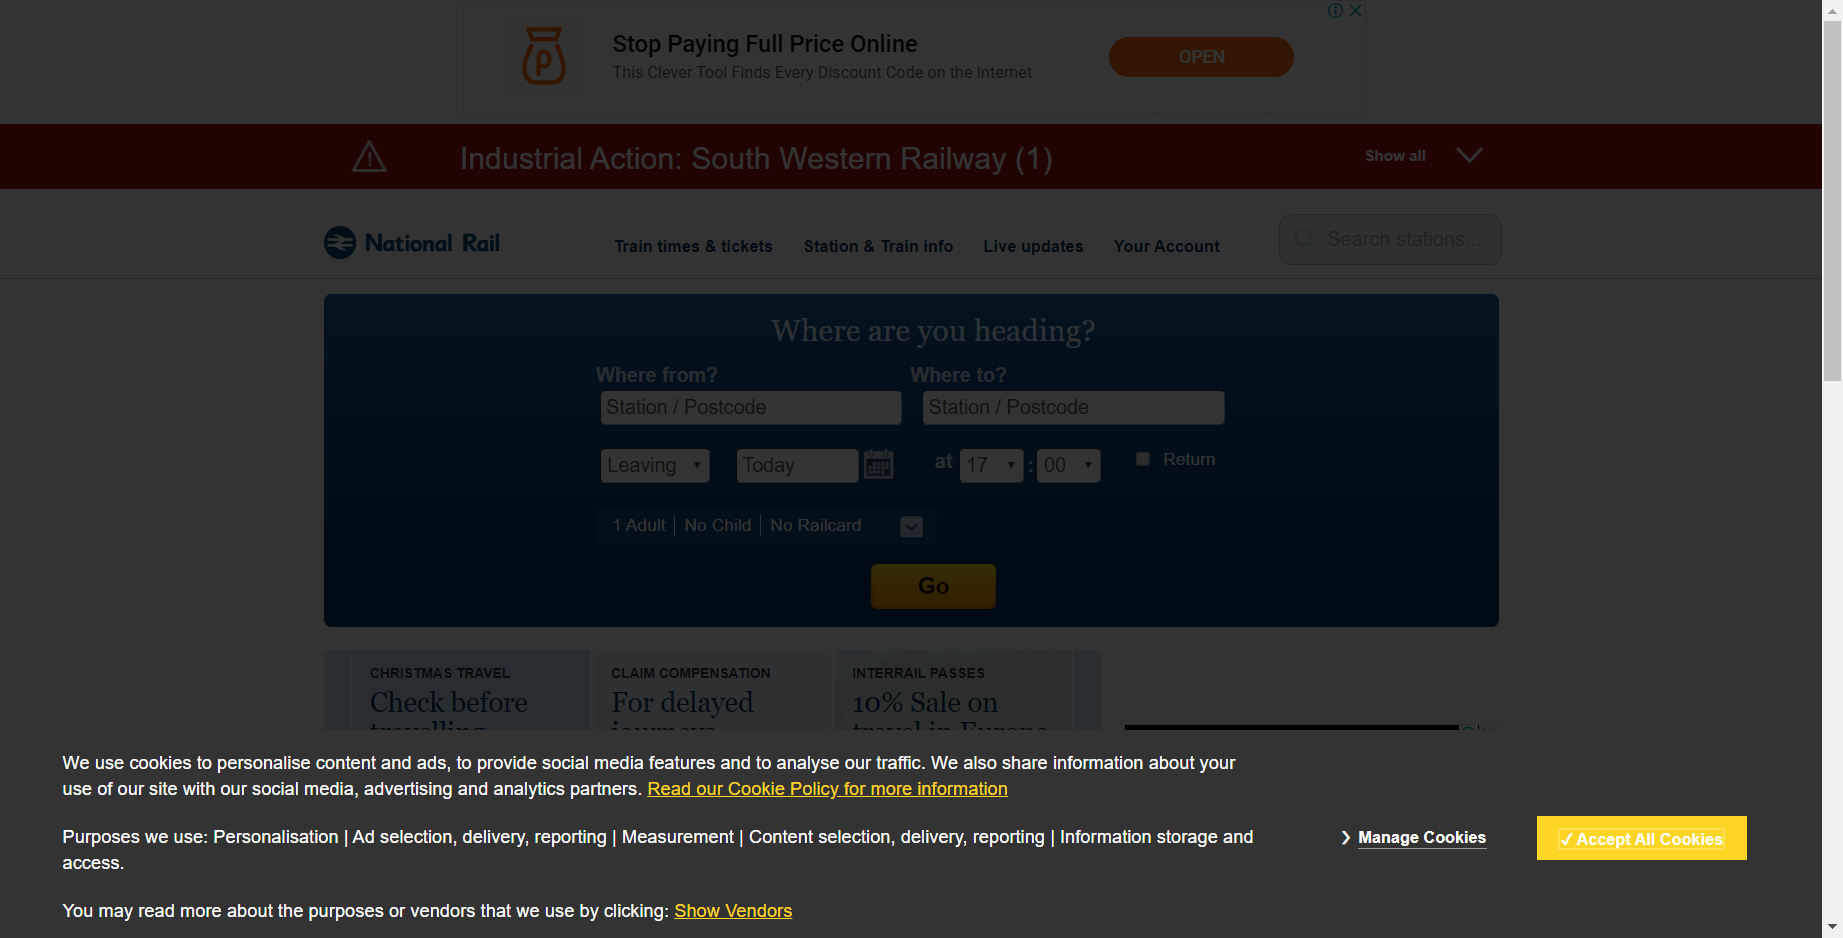 Stop Paying Full Price Online
This Clever Tool Finds Every Discount Code on the Internet
OPEN
Industrial Action: South Western Railway (1)
Show all
National Rail
Train times & tickets
Station & Train info
Live updates
Your Account
Search stations...
Where are you heading?
Where from?
Where to?
Station / Postcode
Station / Postcode
Leaving
Today
at
17
:
00
Return
1 Adult
No Child
No Railcard
Go
CHRISTMAS TRAVEL
Check before
travelling
CLAIM COMPENSATION
For delayed
journeys
INTERRAIL PASSES
10% Sale on
travel in Europe
We use cookies to personalise content and ads, to provide social media features and to analyse our traffic. We also share information about your
use of our site with our social media, advertising and analytics partners. Read our Cookie Policy for more information
Purposes we use: Personalisation | Ad selection, delivery, reporting | Measurement | Content selection, delivery, reporting | Information storage and
access.
You may read more about the purposes or vendors that we use by clicking: Show Vendors
❯ Manage Cookies
✓ Accept All Cookies